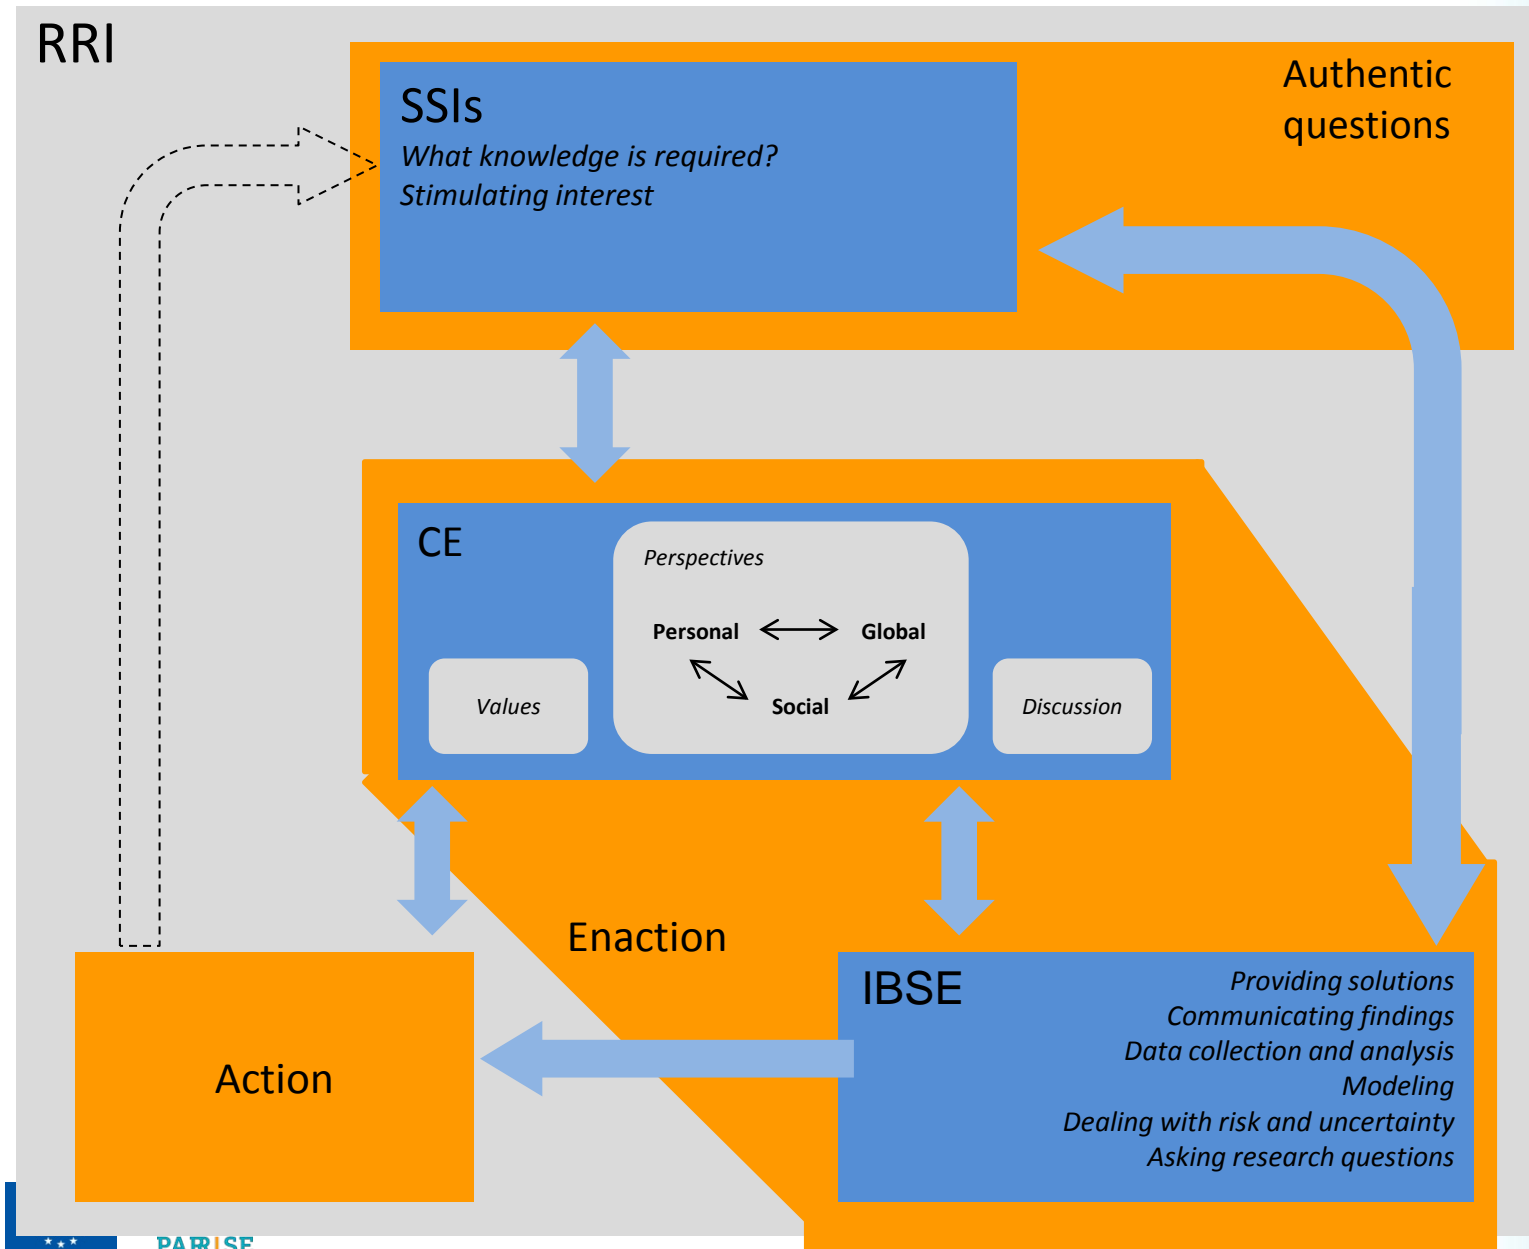 RRI
Authentic
questions
SSIs
What knowledge is required?
Stimulating interest
CE
Perspectives
Personal
Global
Social
Values
Discussion
Enaction
Action
IBSE
Providing solutions
Communicating findings
Data collection and analysis
Modeling
Dealing with risk and uncertainty
Asking research questions
PARRISE